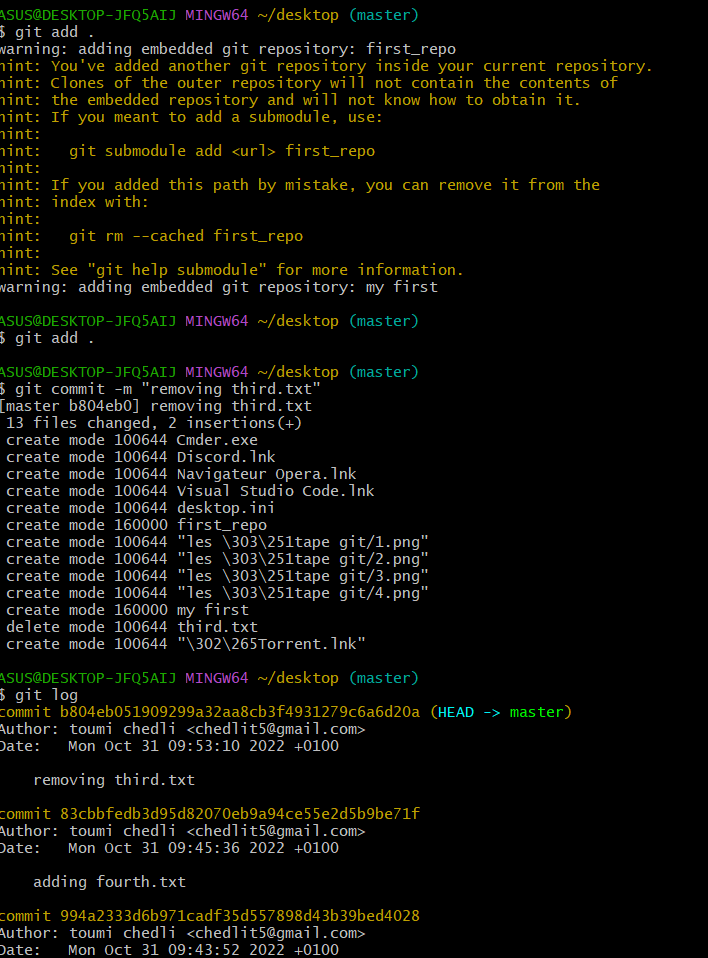 ASUS@DESKTOP-JFQ5AIJ MINGW64 ~/desktop (master)
$ git add .
warning: adding embedded git repository: first_repo
hint: You've added another git repository inside your current repository.
hint: Clones of the outer repository will not contain the contents of
hint: the embedded repository and will not know how to obtain it.
hint: If you meant to add a submodule, use:
hint:
hint:   git submodule add <url> first_repo
hint:
hint: If you added this path by mistake, you can remove it from the
hint: index with:
hint:
hint:   git rm --cached first_repo
hint:
hint: See "git help submodule" for more information.
warning: adding embedded git repository: my first
ASUS@DESKTOP-JFQ5AIJ MINGW64 ~/desktop (master)
$ git add .
ASUS@DESKTOP-JFQ5AIJ MINGW64 ~/desktop (master)
$ git commit -m "removing third.txt"
[master b804eb0] removing third.txt
 13 files changed, 2 insertions(+)
 create mode 100644 Cmder.exe
 create mode 100644 Discord.lnk
 create mode 100644 Navigateur Opera.lnk
 create mode 100644 Visual Studio Code.lnk
 create mode 100644 desktop.ini
 create mode 160000 first_repo
 create mode 100644 "les \303\251tape git/1.png"
 create mode 100644 "les \303\251tape git/2.png"
 create mode 100644 "les \303\251tape git/3.png"
 create mode 100644 "les \303\251tape git/4.png"
 create mode 160000 my first
 delete mode 100644 third.txt
 create mode 100644 "\302\265Torrent.lnk"
ASUS@DESKTOP-JFQ5AIJ MINGW64 ~/desktop (master)
$ git log
commit b804eb051909299a32aa8cb3f4931279c6a6d20a (HEAD -> master)
Author: toumi chedli <chedlit5@gmail.com>
Date:   Mon Oct 31 09:53:10 2022 +0100
    removing third.txt
commit 83cbbfedb3d95d82070eb9a94ce55e2d5b9be71f
Author: toumi chedli <chedlit5@gmail.com>
Date:   Mon Oct 31 09:45:36 2022 +0100
    adding fourth.txt
commit 994a2333d6b971cadf35d557898d43b39bed4028
Author: toumi chedli <chedlit5@gmail.com>
Date:   Mon Oct 31 09:43:52 2022 +0100